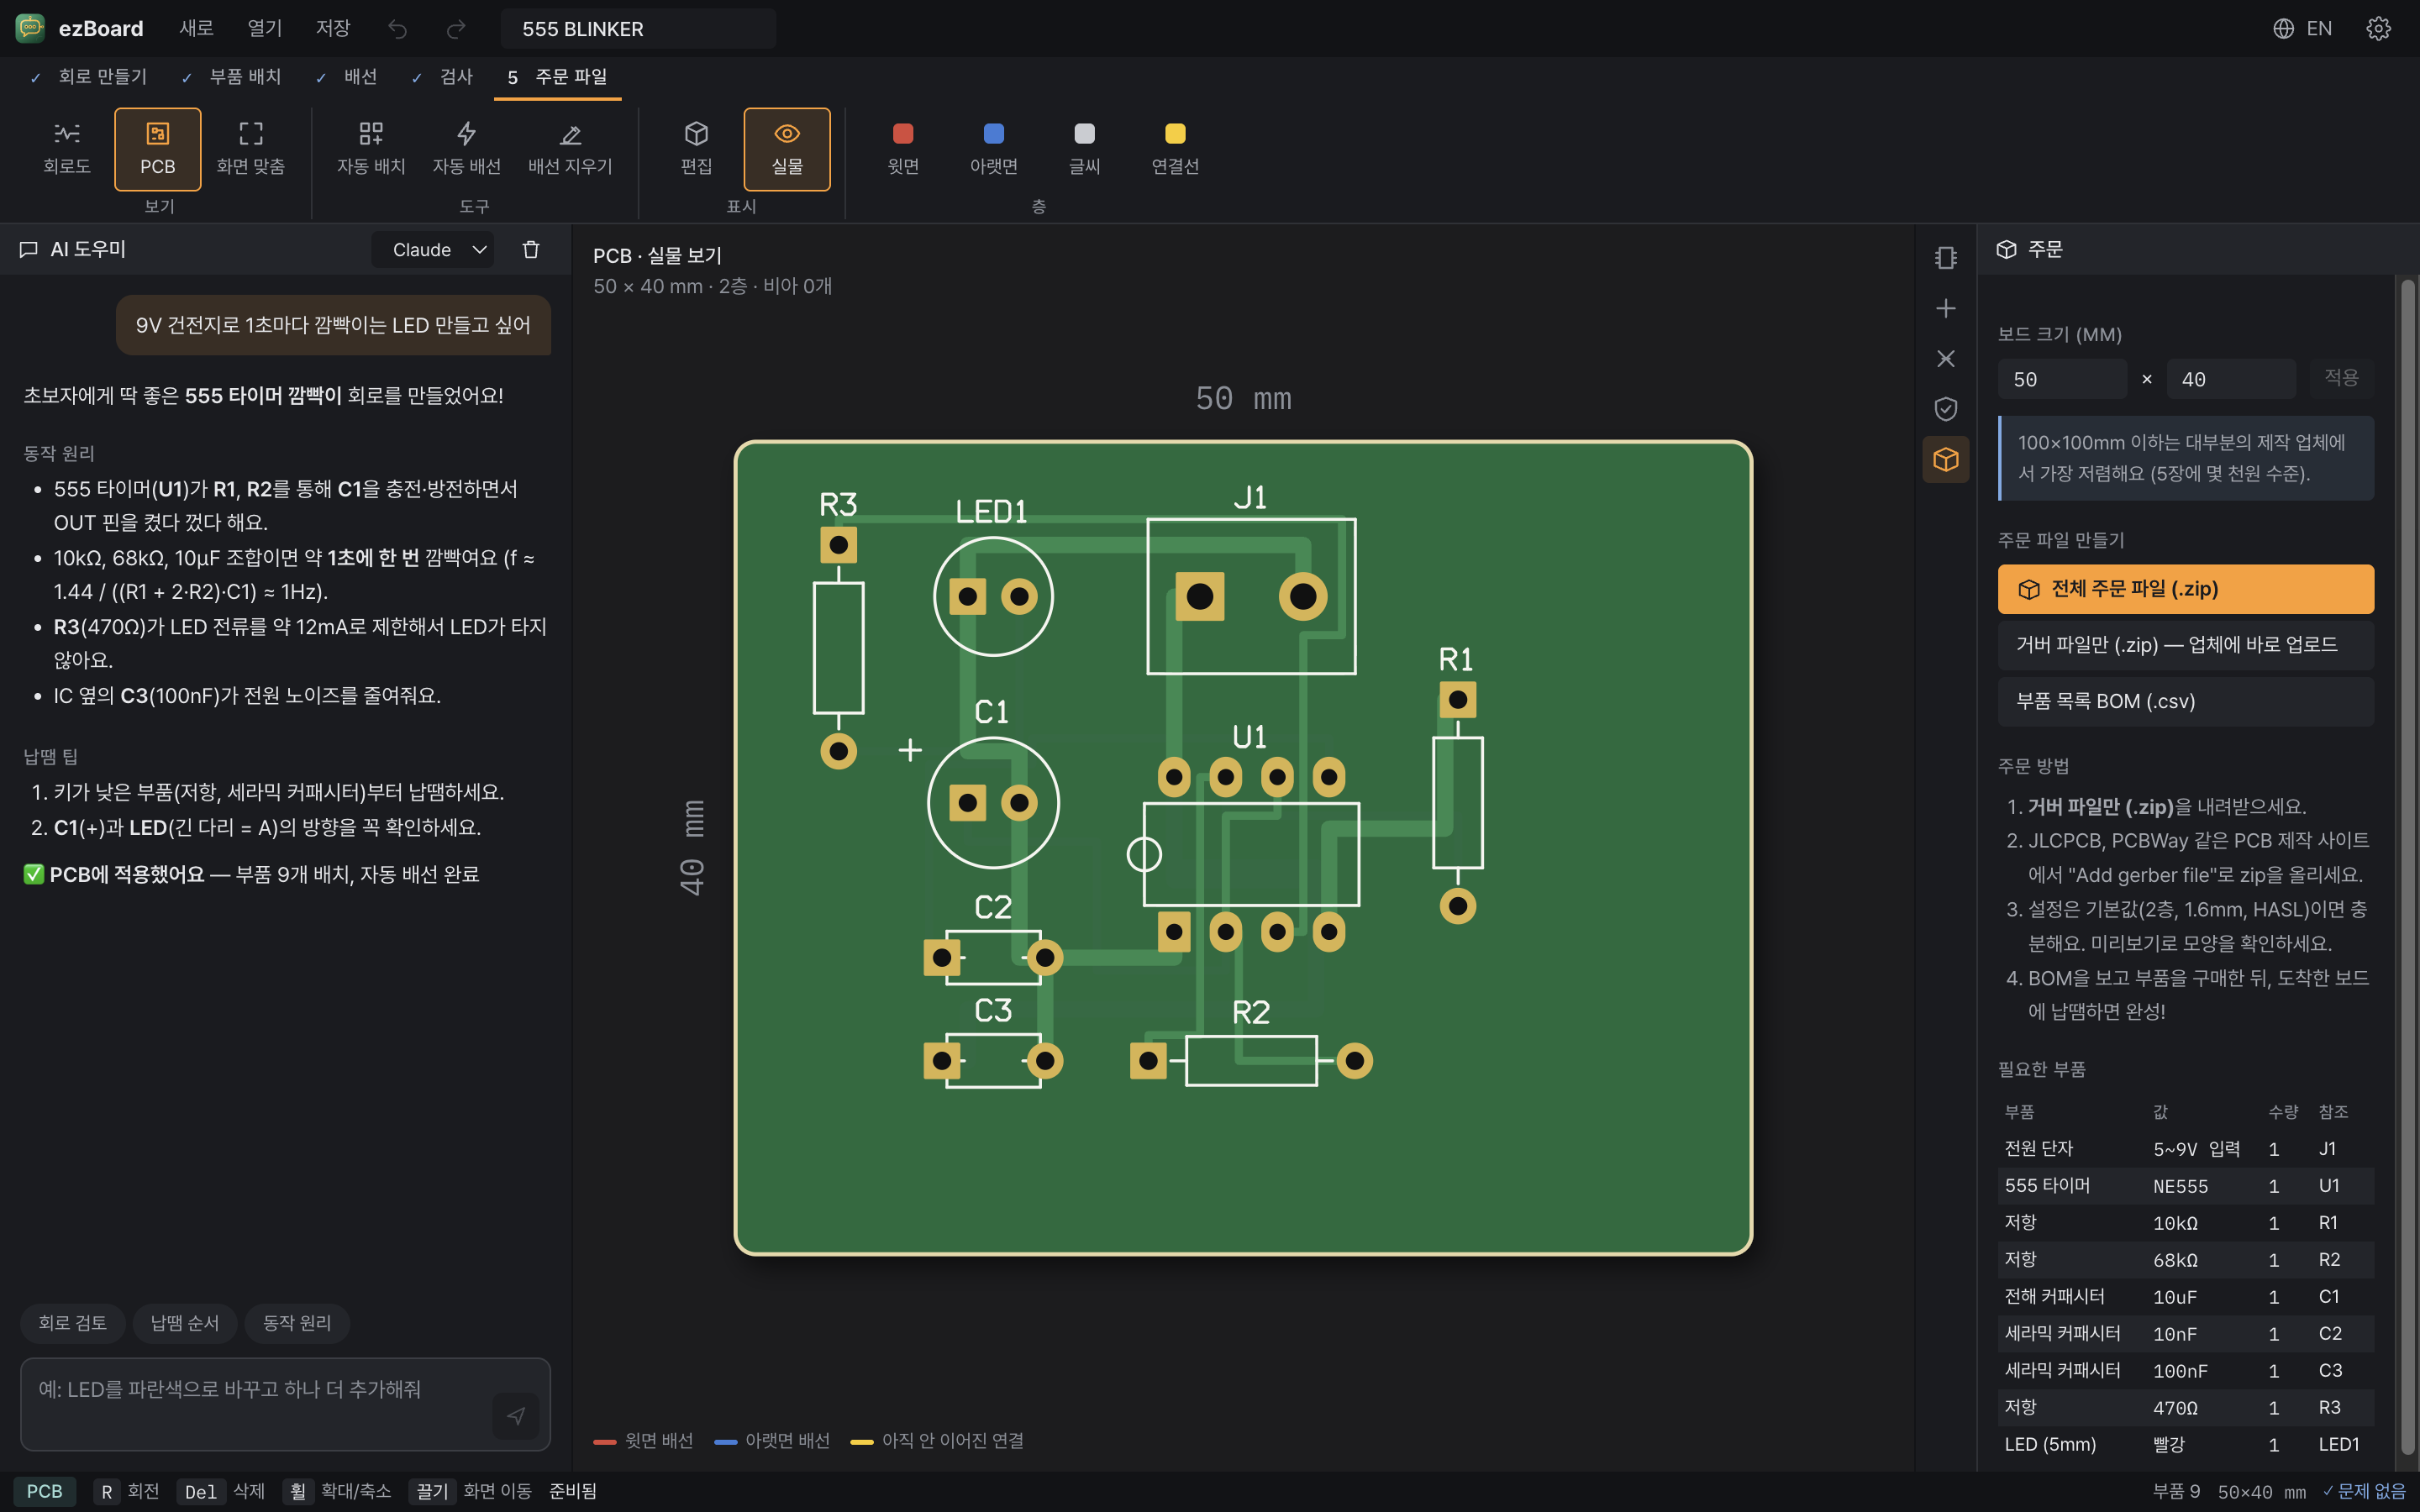 ezBoard 새로 열기 저장 555 BLINKER EN
✓ 회로 만들기 ✓ 부품 배치 ✓ 배선 ✓ 검사 5 주문 파일
회로도 PCB 화면 맞춤 자동 배치 자동 배선 배선 지우기 편집 실물 윗면 아랫면 글씨 연결선
보기 도구 표시 층
AI 도우미 Claude
9V 건전지로 1초마다 깜빡이는 LED 만들고 싶어
초보자에게 딱 좋은 555 타이머 깜빡이 회로를 만들었어요!
동작 원리
• 555 타이머(U1)가 R1, R2를 통해 C1을 충전·방전하면서
OUT 핀을 켰다 껐다 해요.
• 10kΩ, 68kΩ, 10µF 조합이면 약 1초에 한 번 깜빡여요 (f ≈
1.44 / ((R1 + 2·R2)·C1) ≈ 1Hz).
• R3(470Ω)가 LED 전류를 약 12mA로 제한해서 LED가 타지
않아요.
• IC 옆의 C3(100nF)가 전원 노이즈를 줄여줘요.
납땜 팁
1. 키가 낮은 부품(저항, 세라믹 커패시터)부터 납땜하세요.
2. C1(+)과 LED(긴 다리 = A)의 방향을 꼭 확인하세요.
✅ PCB에 적용했어요 — 부품 9개 배치, 자동 배선 완료
회로 검토 납땜 순서 동작 원리
예: LED를 파란색으로 바꾸고 하나 더 추가해줘
PCB · 실물 보기
50 × 40 mm · 2층 · 비아 0개
50 mm
40 mm
R3 LED1 J1
R1
C1
U1
+
C2
C3 R2
윗면 배선 아랫면 배선 아직 안 이어진 연결
주문
보드 크기 (MM)
50 × 40 적용
100×100mm 이하는 대부분의 제작 업체에
서 가장 저렴해요 (5장에 몇 천원 수준).
주문 파일 만들기
전체 주문 파일 (.zip)
거버 파일만 (.zip) — 업체에 바로 업로드
부품 목록 BOM (.csv)
주문 방법
1. 거버 파일만 (.zip)을 내려받으세요.
2. JLCPCB, PCBWay 같은 PCB 제작 사이트
에서 "Add gerber file"로 zip을 올리세요.
3. 설정은 기본값(2층, 1.6mm, HASL)이면 충
분해요. 미리보기로 모양을 확인하세요.
4. BOM을 보고 부품을 구매한 뒤, 도착한 보드
에 납땜하면 완성!
필요한 부품
부품 값 수량 참조
전원 단자 5~9V 입력 1 J1
555 타이머 NE555 1 U1
저항 10kΩ 1 R1
저항 68kΩ 1 R2
전해 커패시터 10uF 1 C1
세라믹 커패시터 10nF 1 C2
세라믹 커패시터 100nF 1 C3
저항 470Ω 1 R3
LED (5mm) 빨강 1 LED1
PCB R 회전 Del 삭제 휠 확대/축소 끌기 화면 이동 준비됨
부품 9 50×40 mm ✓ 문제 없음